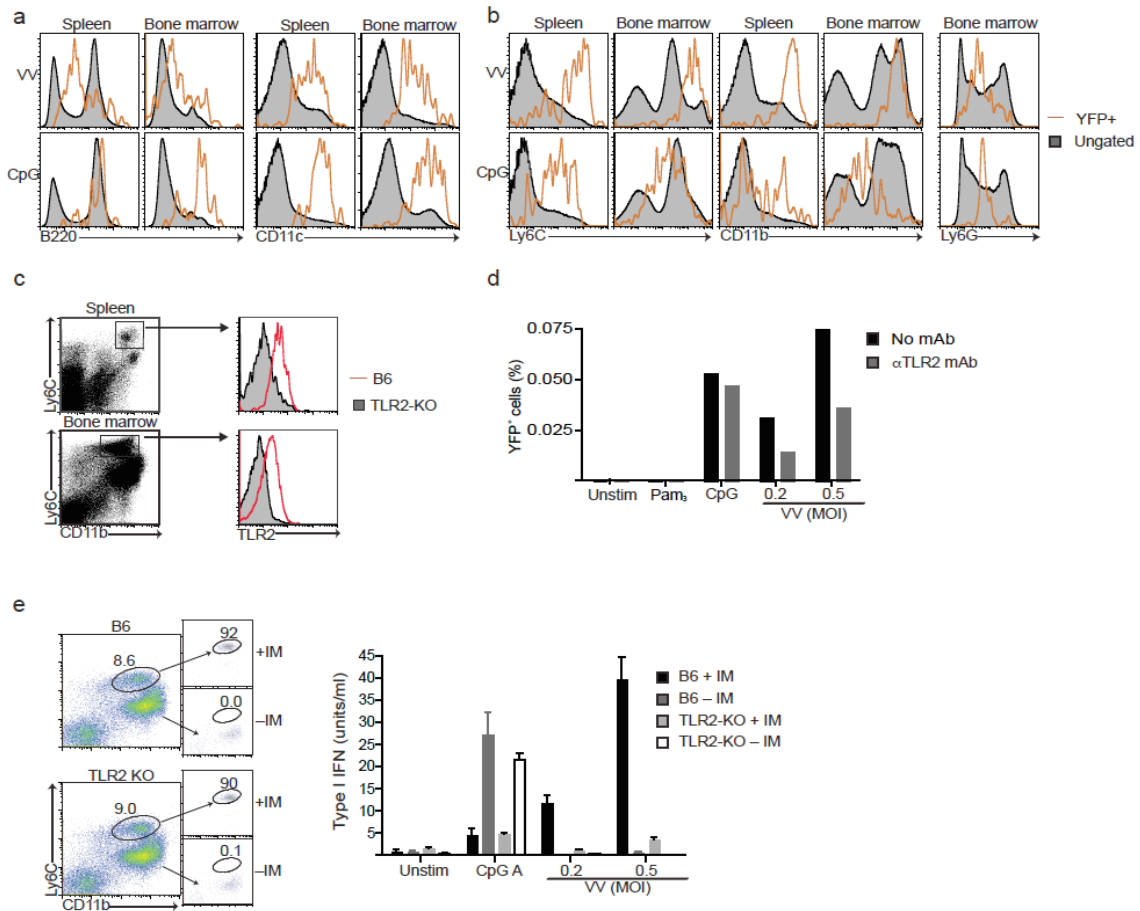 a
Spleen Bone marrow Spleen Bone marrow
VV
CpG
B220 CD11c
b
Spleen Bone marrow Spleen Bone marrow Bone marrow
VV
CpG
Ly6C CD11b Ly6G
YFP+
Ungated
c
Spleen
Ly6C
Bone marrow
Ly6C
CD11b TLR2
B6
TLR2-KO
d
YFP+ cells (%)
0.075
0.050
0.025
Unstim Pam₃ CpG 0.2 0.5
VV (MOI)
No mAb
αTLR2 mAb
e
B6
8.6
92
+IM
0.0
–IM
TLR2 KO
9.0
90
+IM
0.1
–IM
Ly6C
CD11b
Type I IFN (units/ml)
45
40
35
30
25
20
15
10
5
Unstim CpG A 0.2 0.5
VV (MOI)
B6 + IM
B6 – IM
TLR2-KO + IM
TLR2-KO – IM